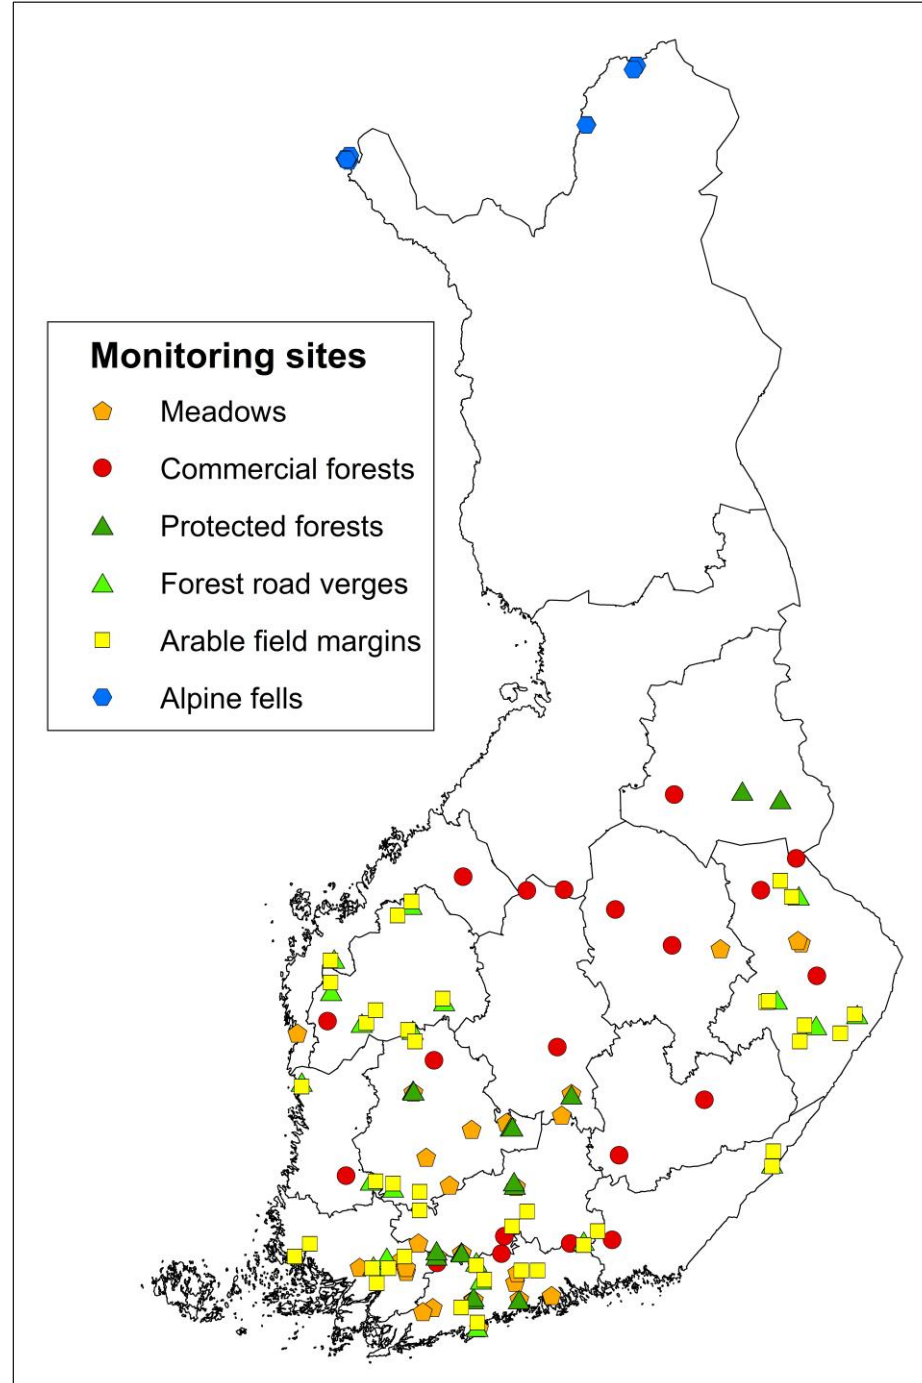 Monitoring sites
Meadows
Commercial forests
Protected forests
Forest road verges
Arable field margins
Alpine fells